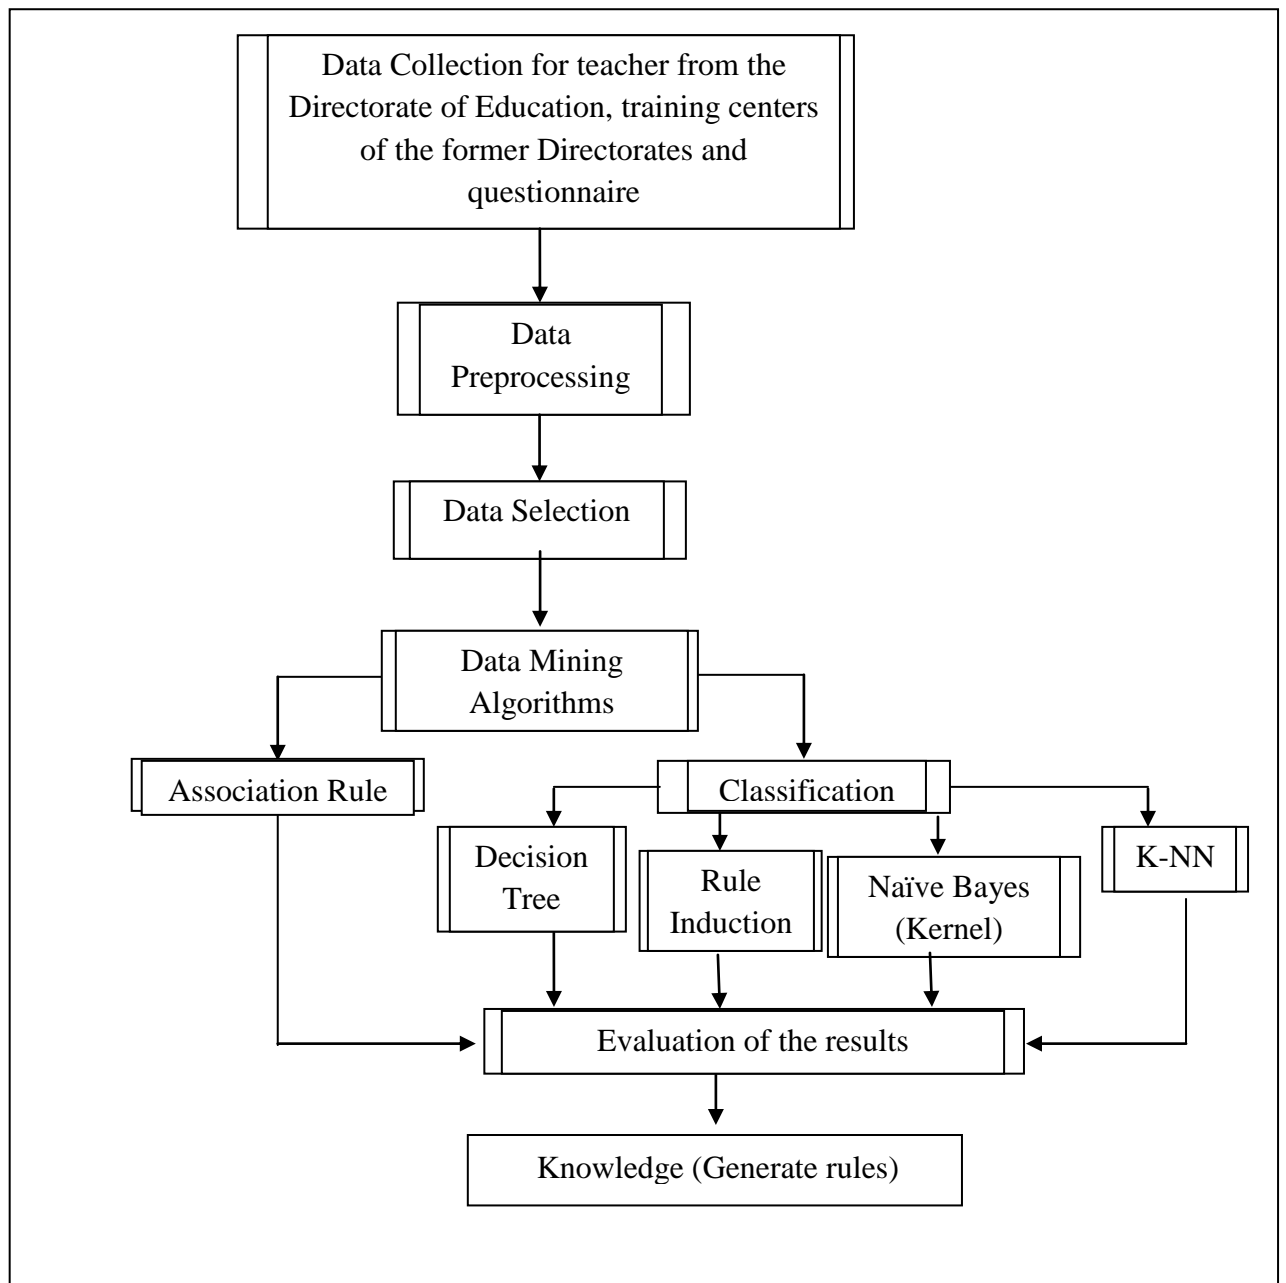 Data Collection for teacher from the
Directorate of Education, training centers
of the former Directorates and
questionnaire
Data
Preprocessing
Data Selection
Data Mining
Algorithms
Association Rule
Classification
Decision
Tree
Rule
Induction
Naïve Bayes
(Kernel)
K-NN
Evaluation of the results
Knowledge (Generate rules)